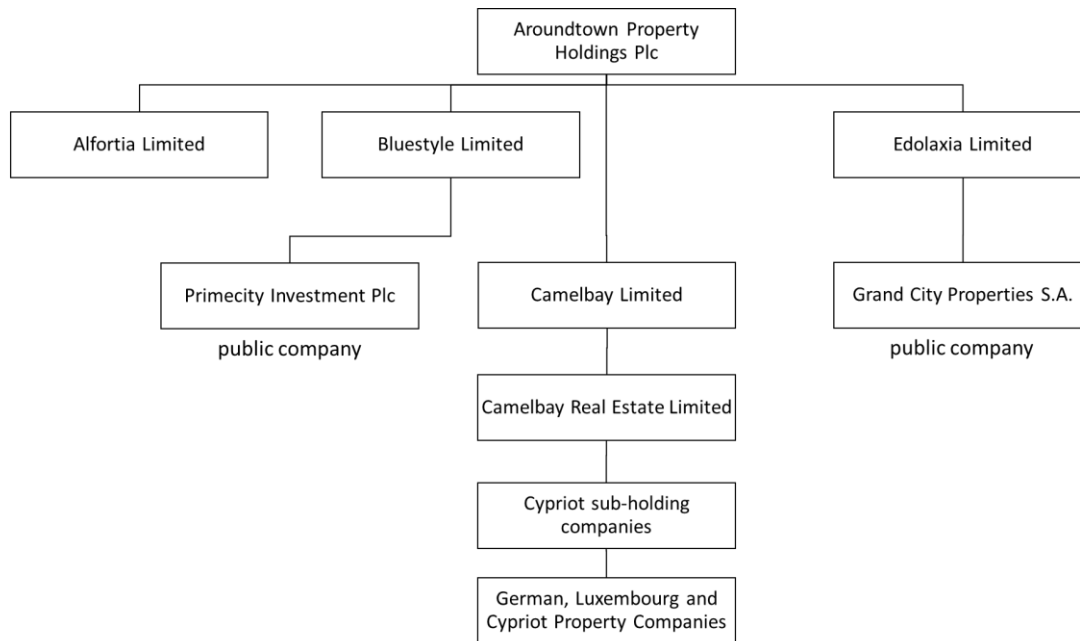 Aroundtown Property
Holdings Plc
Alfortia Limited
Bluestyle Limited
Edolaxia Limited
Primecity Investment Plc
Camelbay Limited
Grand City Properties S.A.
public company
public company
Camelbay Real Estate Limited
Cypriot sub-holding
companies
German, Luxembourg and
Cypriot Property Companies